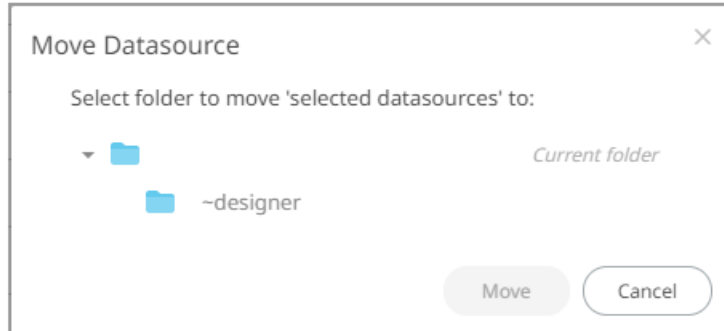 Move Datasource
Select folder to move 'selected datasources' to:
Current folder
~designer
Move
Cancel